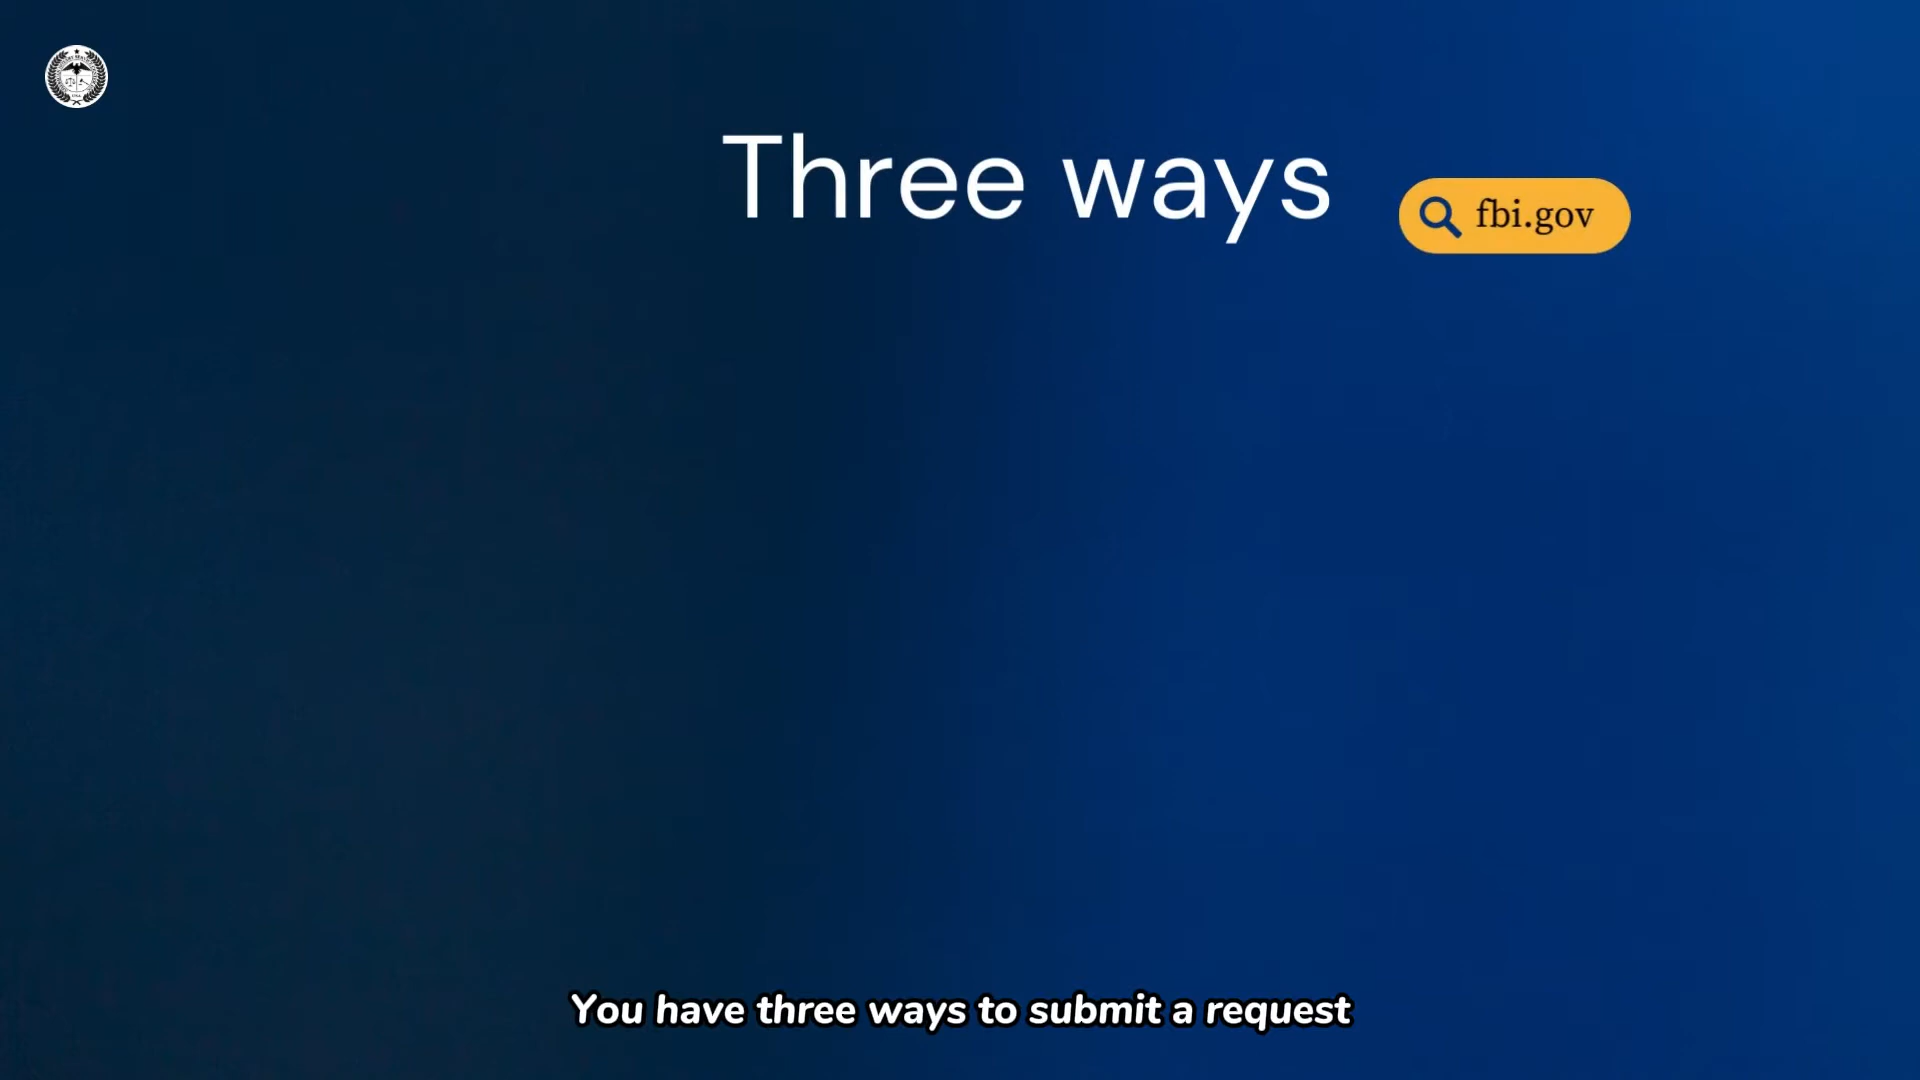 Three ways
fbi.gov
You have three ways to submit a request